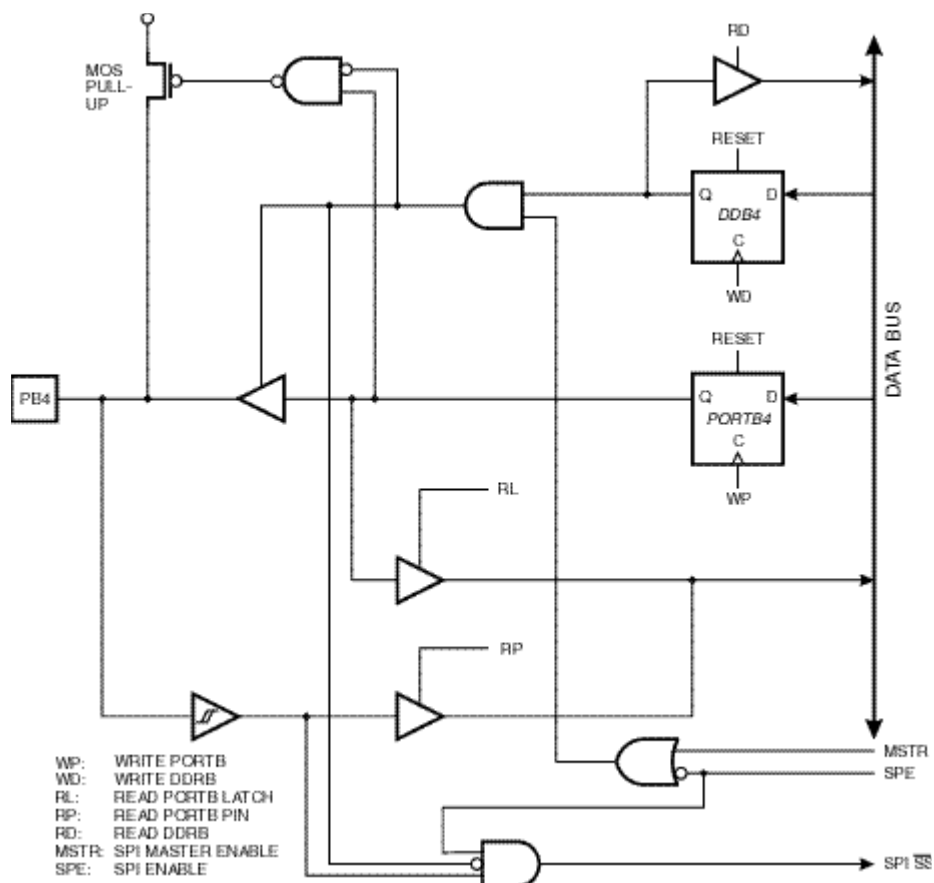 RD
MOS
PULL-
UP
RESET
Q
D
DDB4
C
WD
DATA BUS
RESET
PB4
Q
D
PORTB4
C
WP
RL
RP
WP: WRITE PORTB
WD: WRITE DDRB
RL: READ PORTB LATCH
RP: READ PORTB PIN
RD: READ DDRB
MSTR: SPI MASTER ENABLE
SPE: SPI ENABLE
MSTR
SPE
SPI S̅S̅